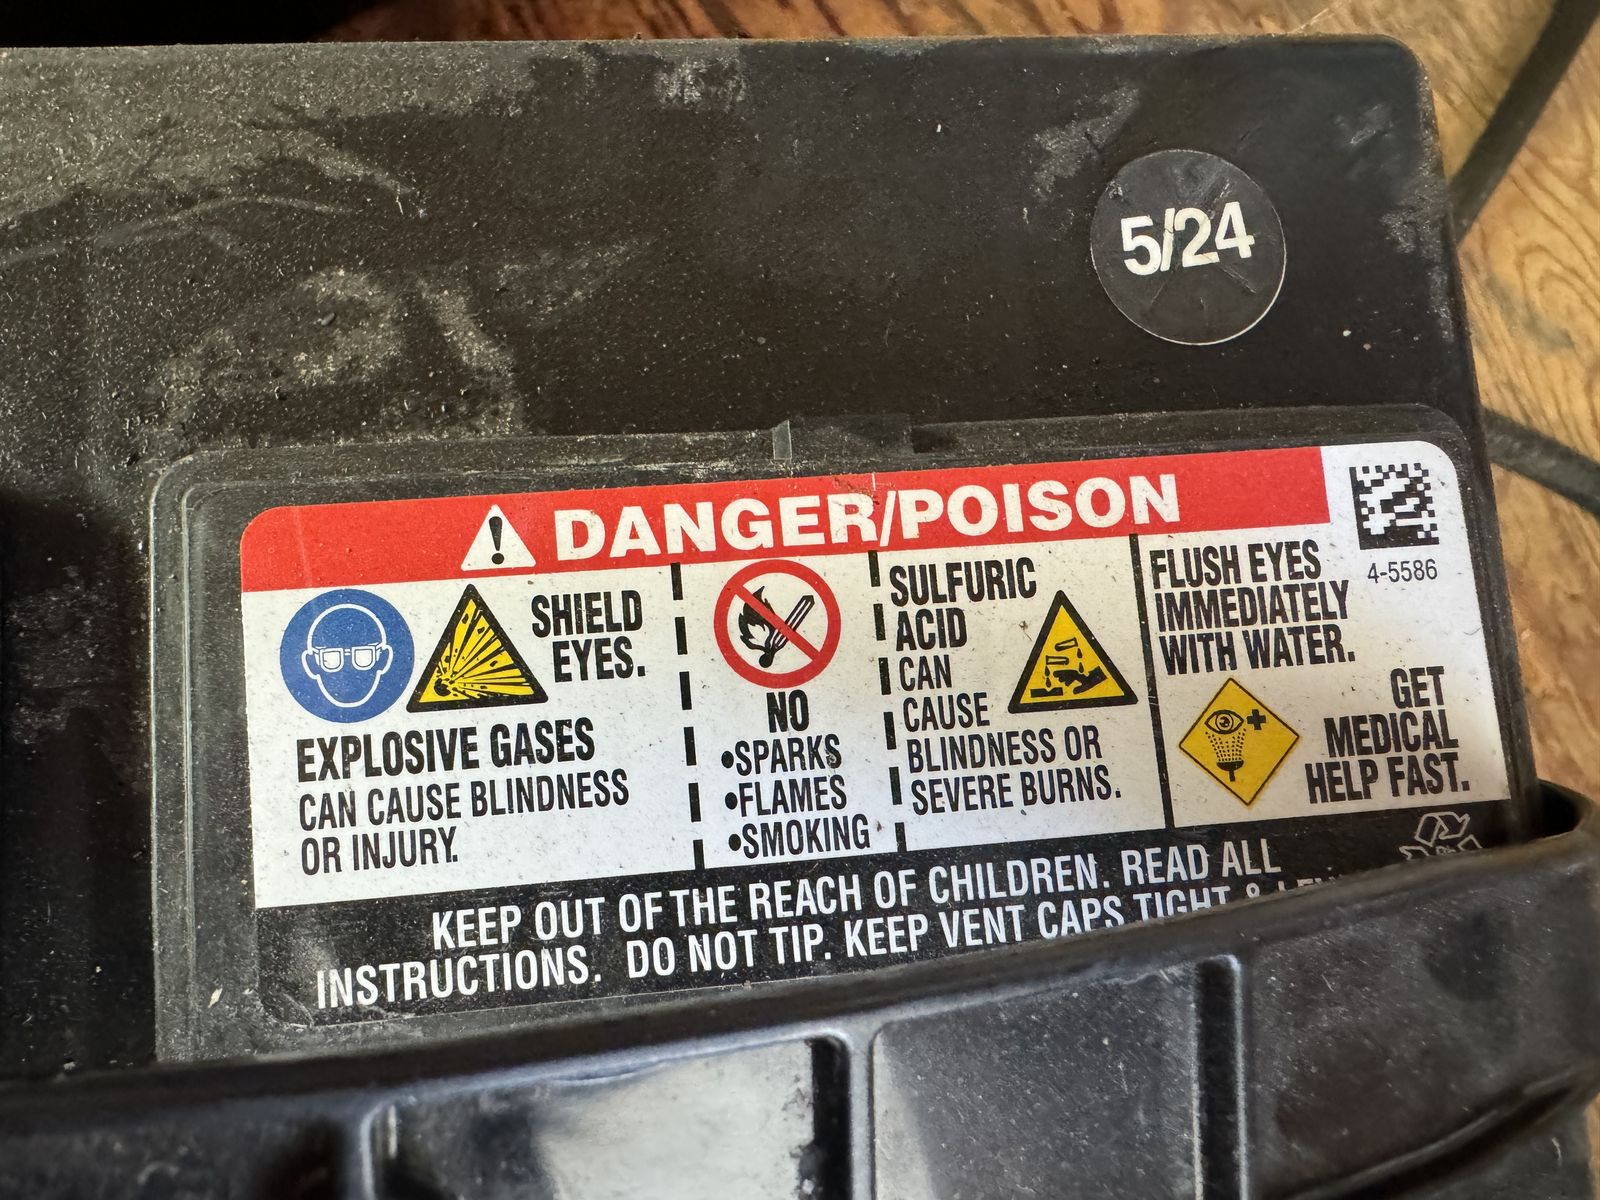 5/24
DANGER/POISON
SHIELD
EYES.
EXPLOSIVE GASES
CAN CAUSE BLINDNESS
OR INJURY.
NO
•SPARKS
•FLAMES
•SMOKING
SULFURIC
ACID
CAN
CAUSE
BLINDNESS OR
SEVERE BURNS.
FLUSH EYES
IMMEDIATELY
WITH WATER.
GET
MEDICAL
HELP FAST.
4-5586
KEEP OUT OF THE REACH OF CHILDREN. READ ALL
INSTRUCTIONS. DO NOT TIP. KEEP VENT CAPS TIGHT &